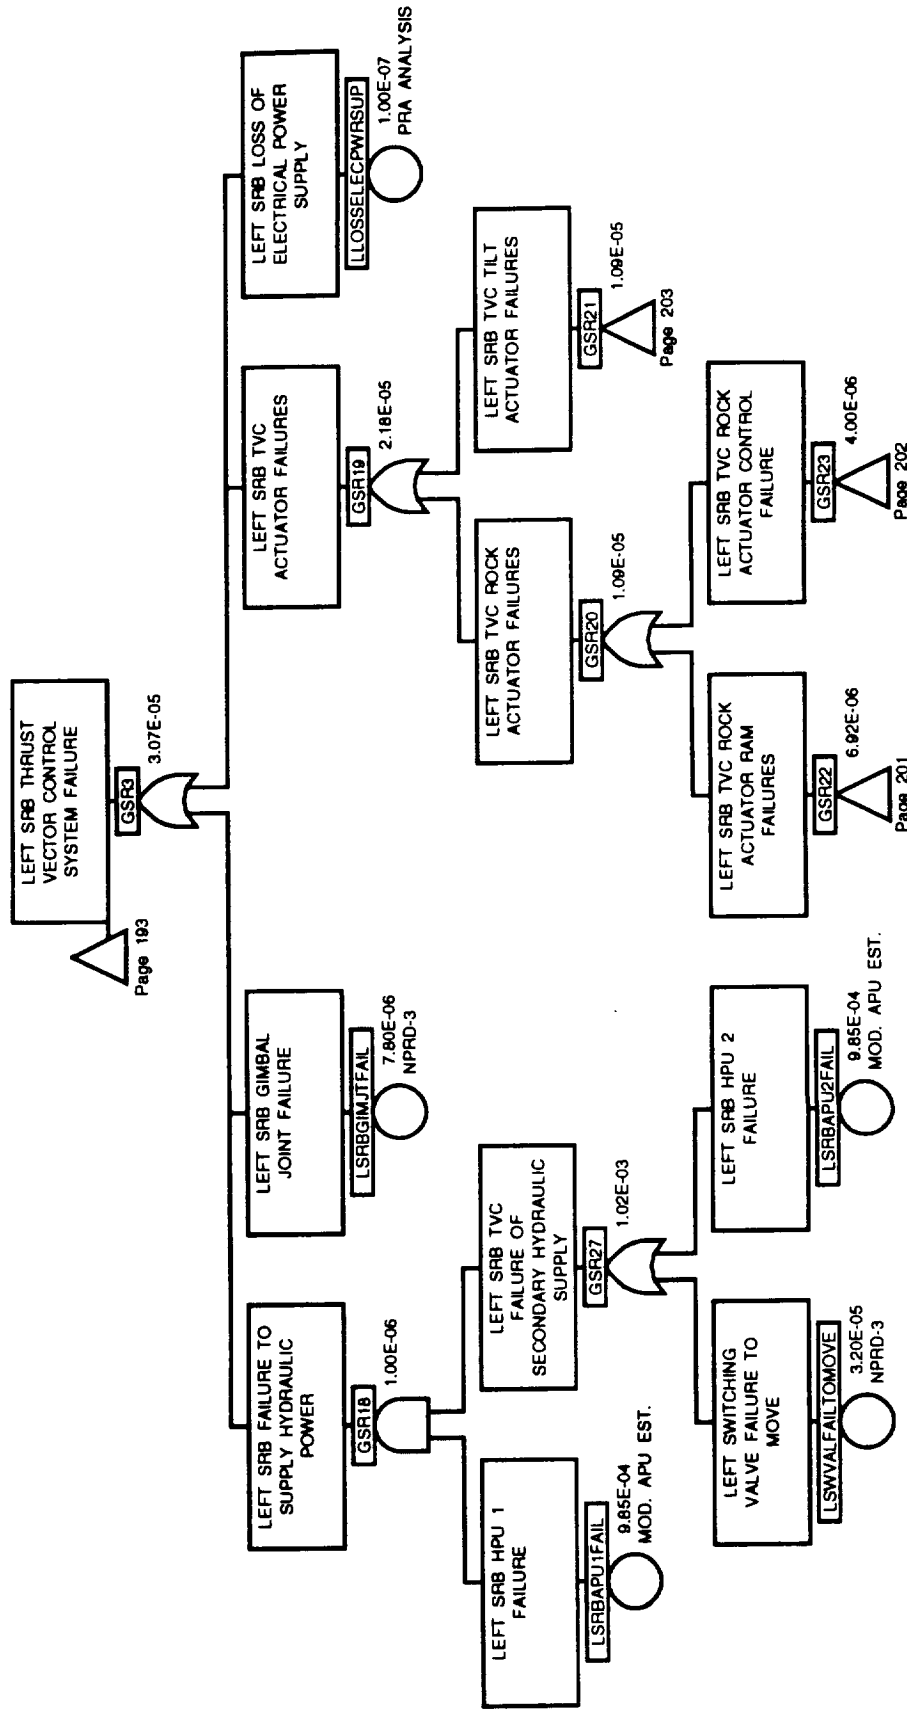 LEFT SRB THRUST
VECTOR CONTROL
SYSTEM FAILURE
Page 193
GSR3
3.07E-05
LEFT SRB FAILURE TO
SUPPLY HYDRAULIC
POWER
GSR18
1.00E-06
LEFT SRB GIMBAL
JOINT FAILURE
LSRBGIMJTFAIL
7.80E-06
NPRD-3
LEFT SRB TVC
ACTUATOR FAILURES
GSR19
2.18E-05
LEFT SRB LOSS OF
ELECTRICAL POWER
SUPPLY
LLOSSELECPWRSUP
1.00E-07
PRA ANALYSIS
LEFT SRB HPU 1
FAILURE
LSRBAPU1FAIL
9.85E-04
MOD. APU EST.
LEFT SRB TVC
FAILURE OF
SECONDARY HYDRAULIC
SUPPLY
GSR27
1.02E-03
LEFT SRB TVC ROCK
ACTUATOR FAILURES
GSR20
1.09E-05
LEFT SRB TVC TILT
ACTUATOR FAILURES
GSR21
1.09E-05
Page 203
LEFT SWITCHING
VALVE FAILURE TO
MOVE
LSWVALFAILTOMOVE
3.20E-05
NPRD-3
LEFT SRB HPU 2
FAILURE
LSRBAPU2FAIL
9.85E-04
MOD. APU EST.
LEFT SRB TVC ROCK
ACTUATOR RAM
FAILURES
GSR22
6.92E-06
Page 201
LEFT SRB TVC ROCK
ACTUATOR CONTROL
FAILURE
GSR23
4.00E-06
Page 202